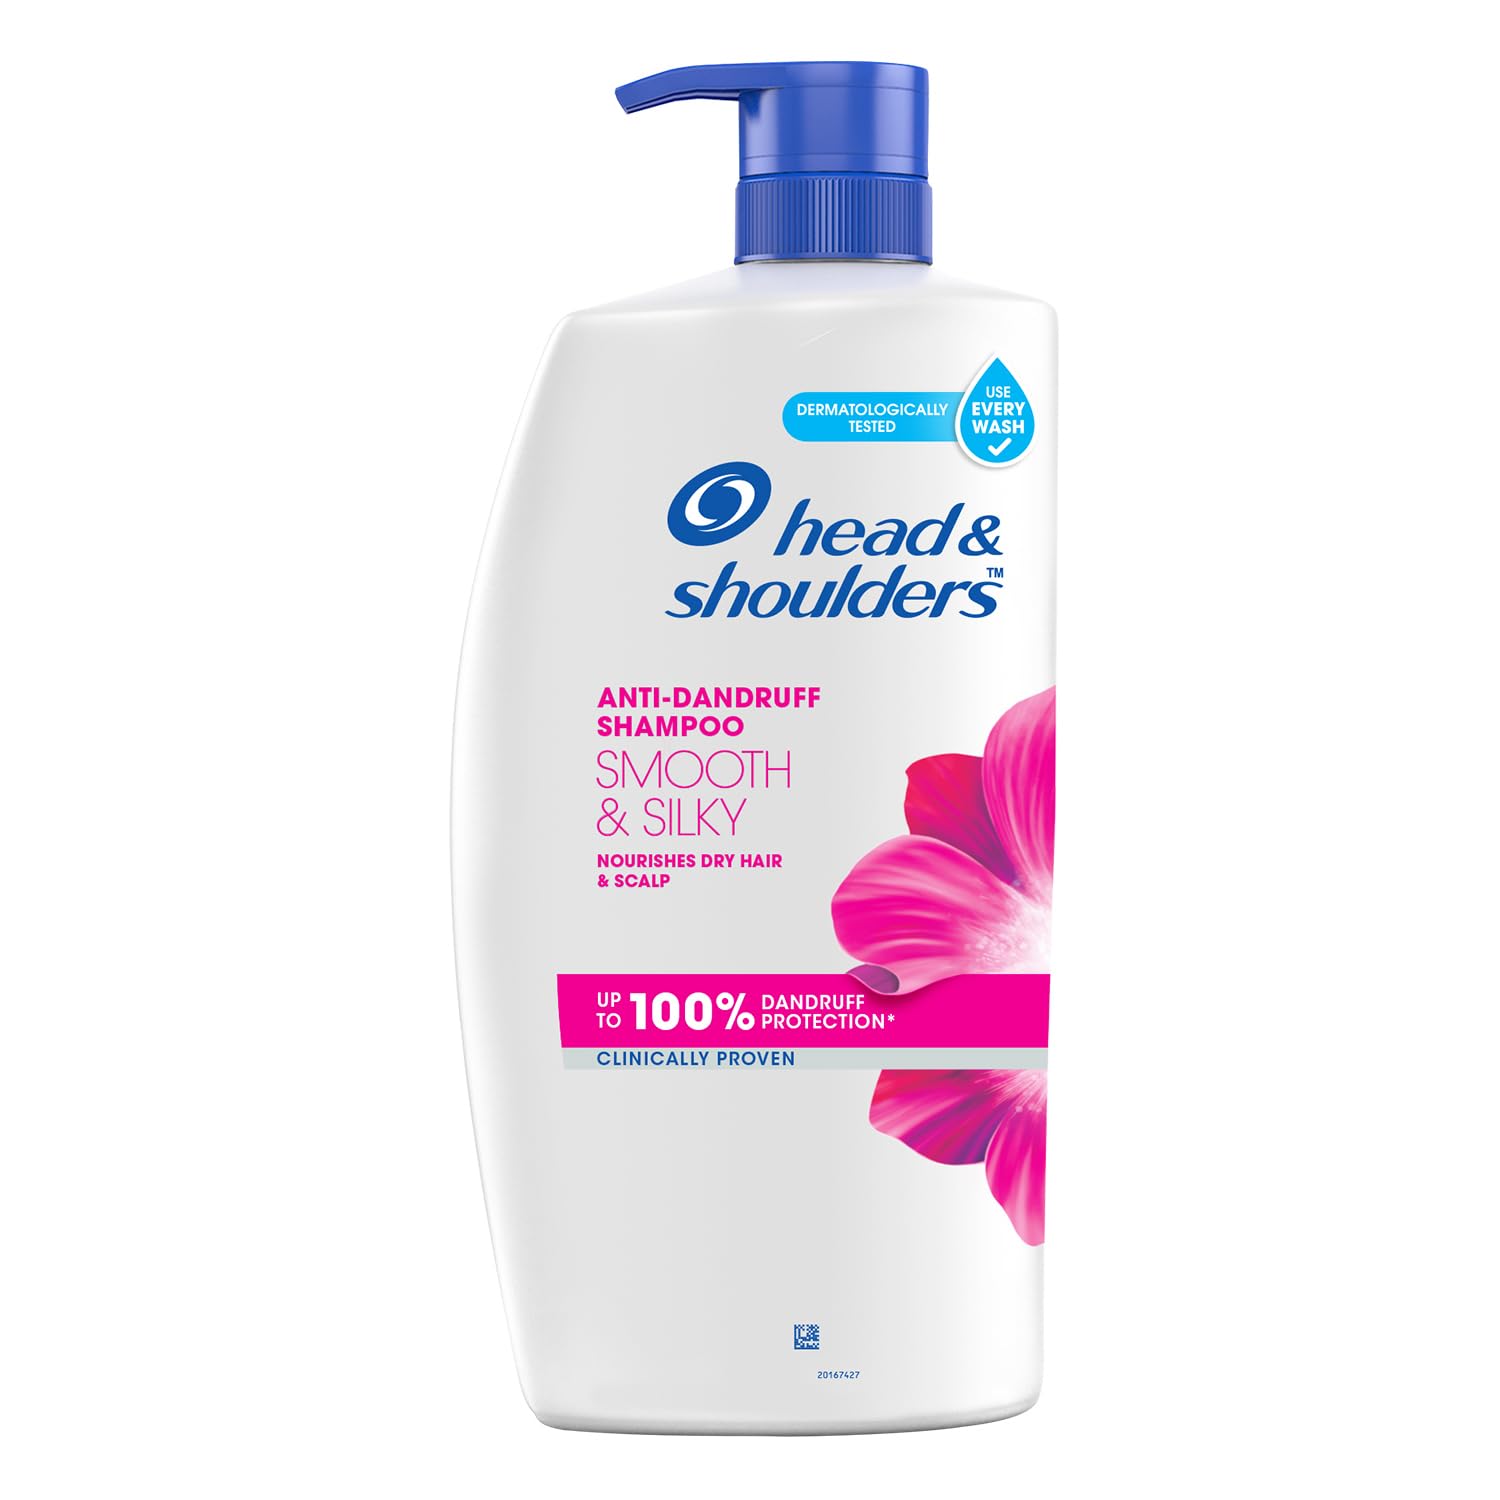 DERMATOLOGICALLY
TESTED
USE
EVERY
WASH
head &
shoulders™
ANTI-DANDRUFF
SHAMPOO
SMOOTH
& SILKY
NOURISHES DRY HAIR
& SCALP
UP TO 100% DANDRUFF PROTECTION*
CLINICALLY PROVEN
20167427